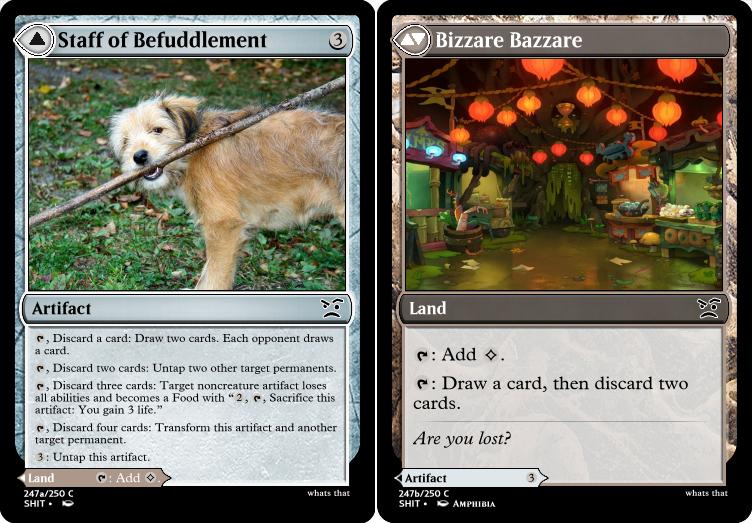 Staff of Befuddlement 3
Artifact
, Discard a card: Draw two cards. Each opponent draws
a card.
, Discard two cards: Untap two other target permanents.
, Discard three cards: Target noncreature artifact loses
all abilities and becomes a Food with “2, , Sacrifice this
artifact: You gain 3 life.”
, Discard four cards: Transform this artifact and another
target permanent.
3: Untap this artifact.
Land : Add .
247a/250 C
SHIT •
whats that
Bizzare Bazzare
Land
: Add .
: Draw a card, then discard two
cards.
Are you lost?
Artifact 3
247b/250 C
SHIT • AMPHIBIA
whats that